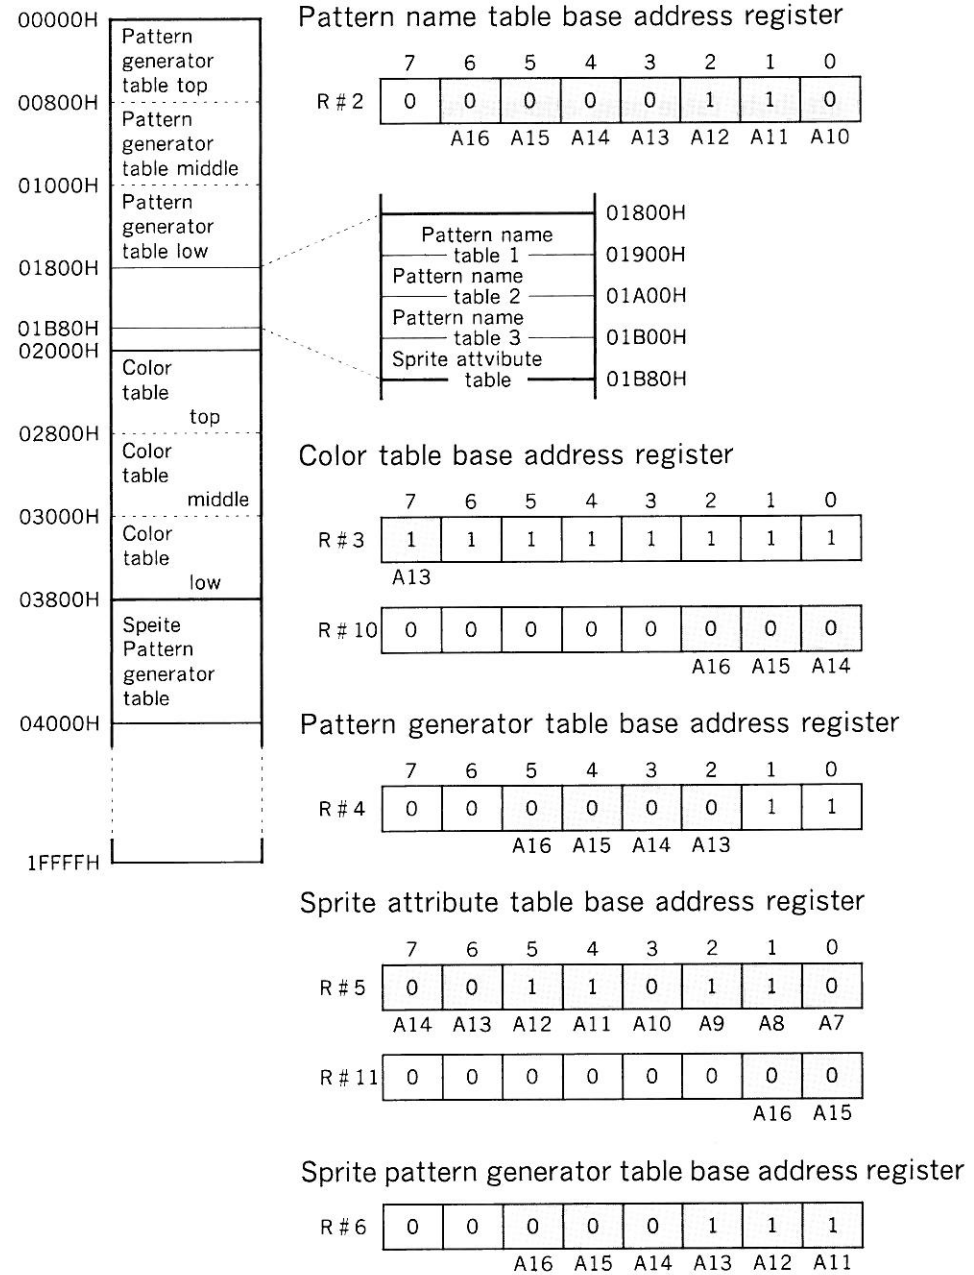 00000H
Pattern
generator
table top
00800H
Pattern
generator
table middle
01000H
Pattern
generator
table low
01800H
01B80H
02000H
Color
table
top
02800H
Color
table
middle
03000H
Color
table
low
03800H
Speite
Pattern
generator
table
04000H
1FFFFH
Pattern name table base address register
7 6 5 4 3 2 1 0
R#2 0 0 0 0 0 1 1 0
A16 A15 A14 A13 A12 A11 A10
01800H
Pattern name
table 1 01900H
Pattern name
table 2 01A00H
Pattern name
table 3 01B00H
Sprite attvibute
table 01B80H
Color table base address register
7 6 5 4 3 2 1 0
R#3 1 1 1 1 1 1 1 1
A13
R#10 0 0 0 0 0 0 0 0
A16 A15 A14
Pattern generator table base address register
7 6 5 4 3 2 1 0
R#4 0 0 0 0 0 0 1 1
A16 A15 A14 A13
Sprite attribute table base address register
7 6 5 4 3 2 1 0
R#5 0 0 1 1 0 1 1 0
A14 A13 A12 A11 A10 A9 A8 A7
R#11 0 0 0 0 0 0 0 0
A16 A15
Sprite pattern generator table base address register
R#6 0 0 0 0 0 1 1 1
A16 A15 A14 A13 A12 A11